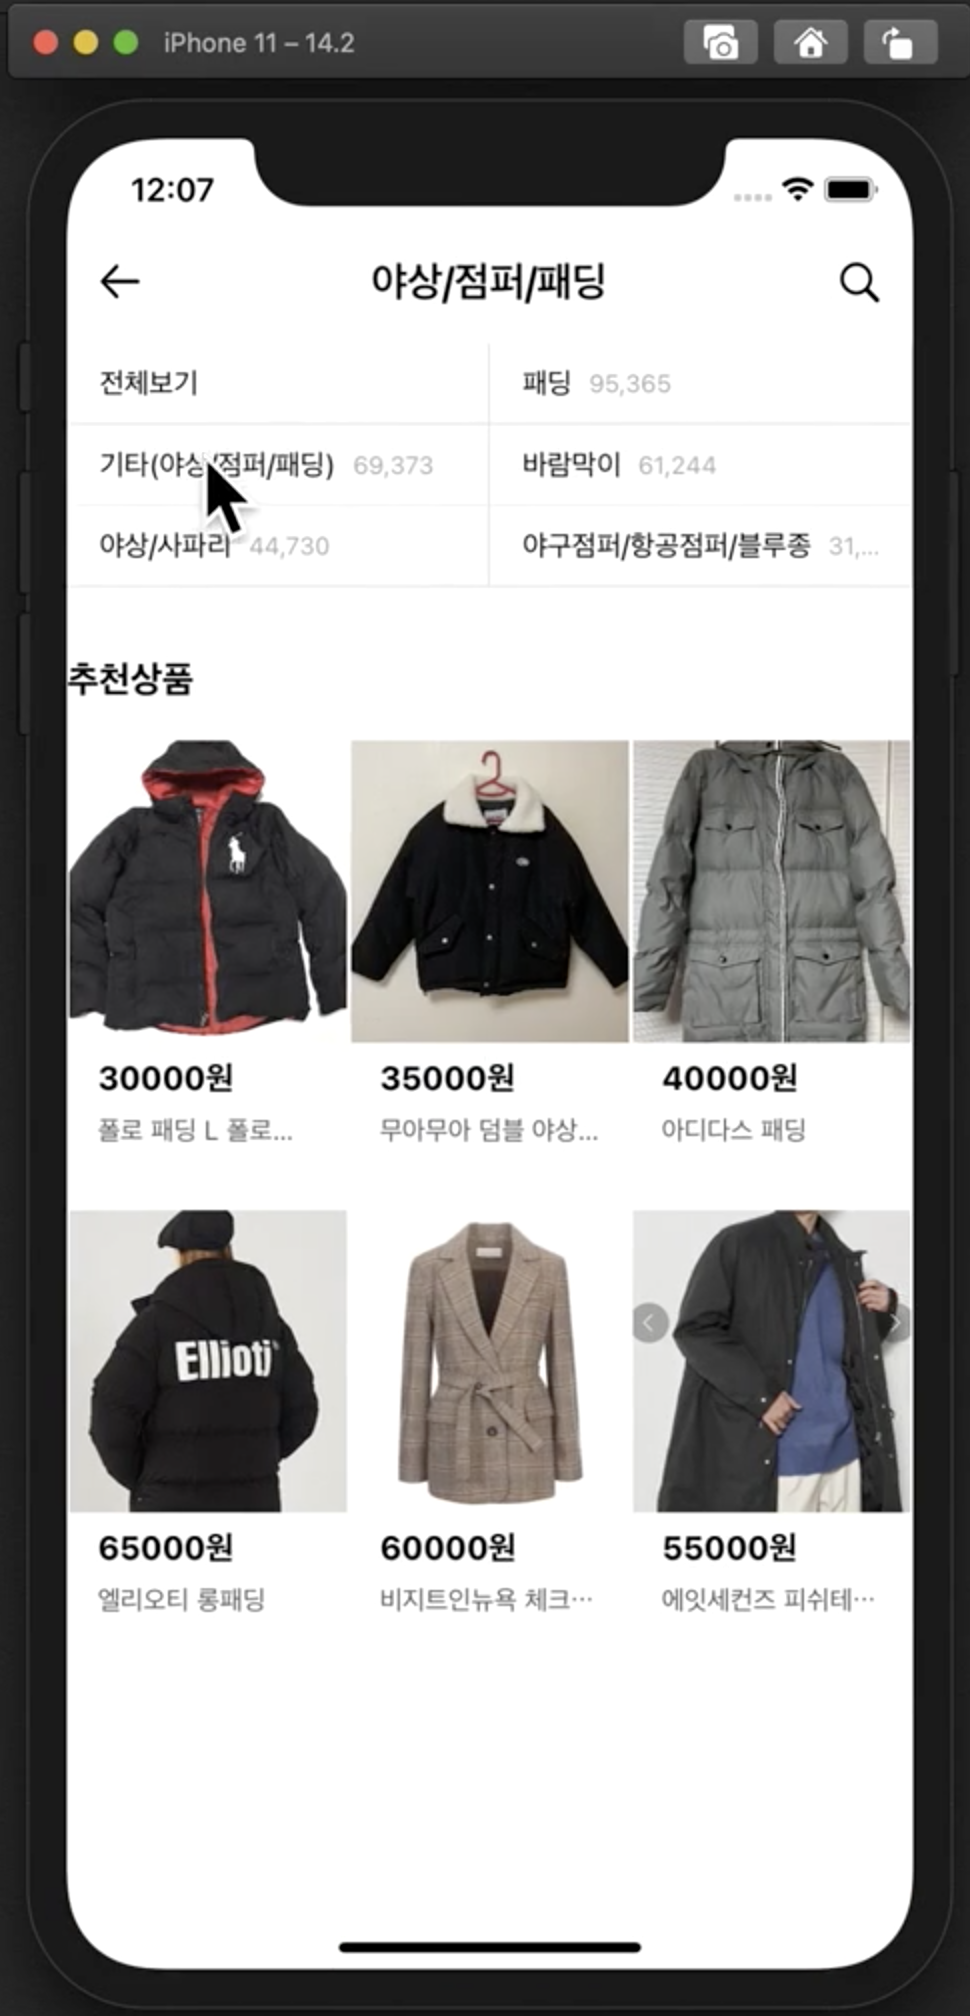 iPhone 11 – 14.2
12:07
야상/점퍼/패딩
전체보기
패딩 95,365
기타(야상/점퍼/패딩) 69,373
바람막이 61,244
야상/사파리 44,730
야구점퍼/항공점퍼/블루종 31,...
추천상품
30000원
35000원
40000원
폴로 패딩 L 폴로...
무아무아 덤블 야상...
아디다스 패딩
Ellioti
65000원
60000원
55000원
엘리오티 롱패딩
비지트인뉴욕 체크...
에잇세컨즈 피쉬테...